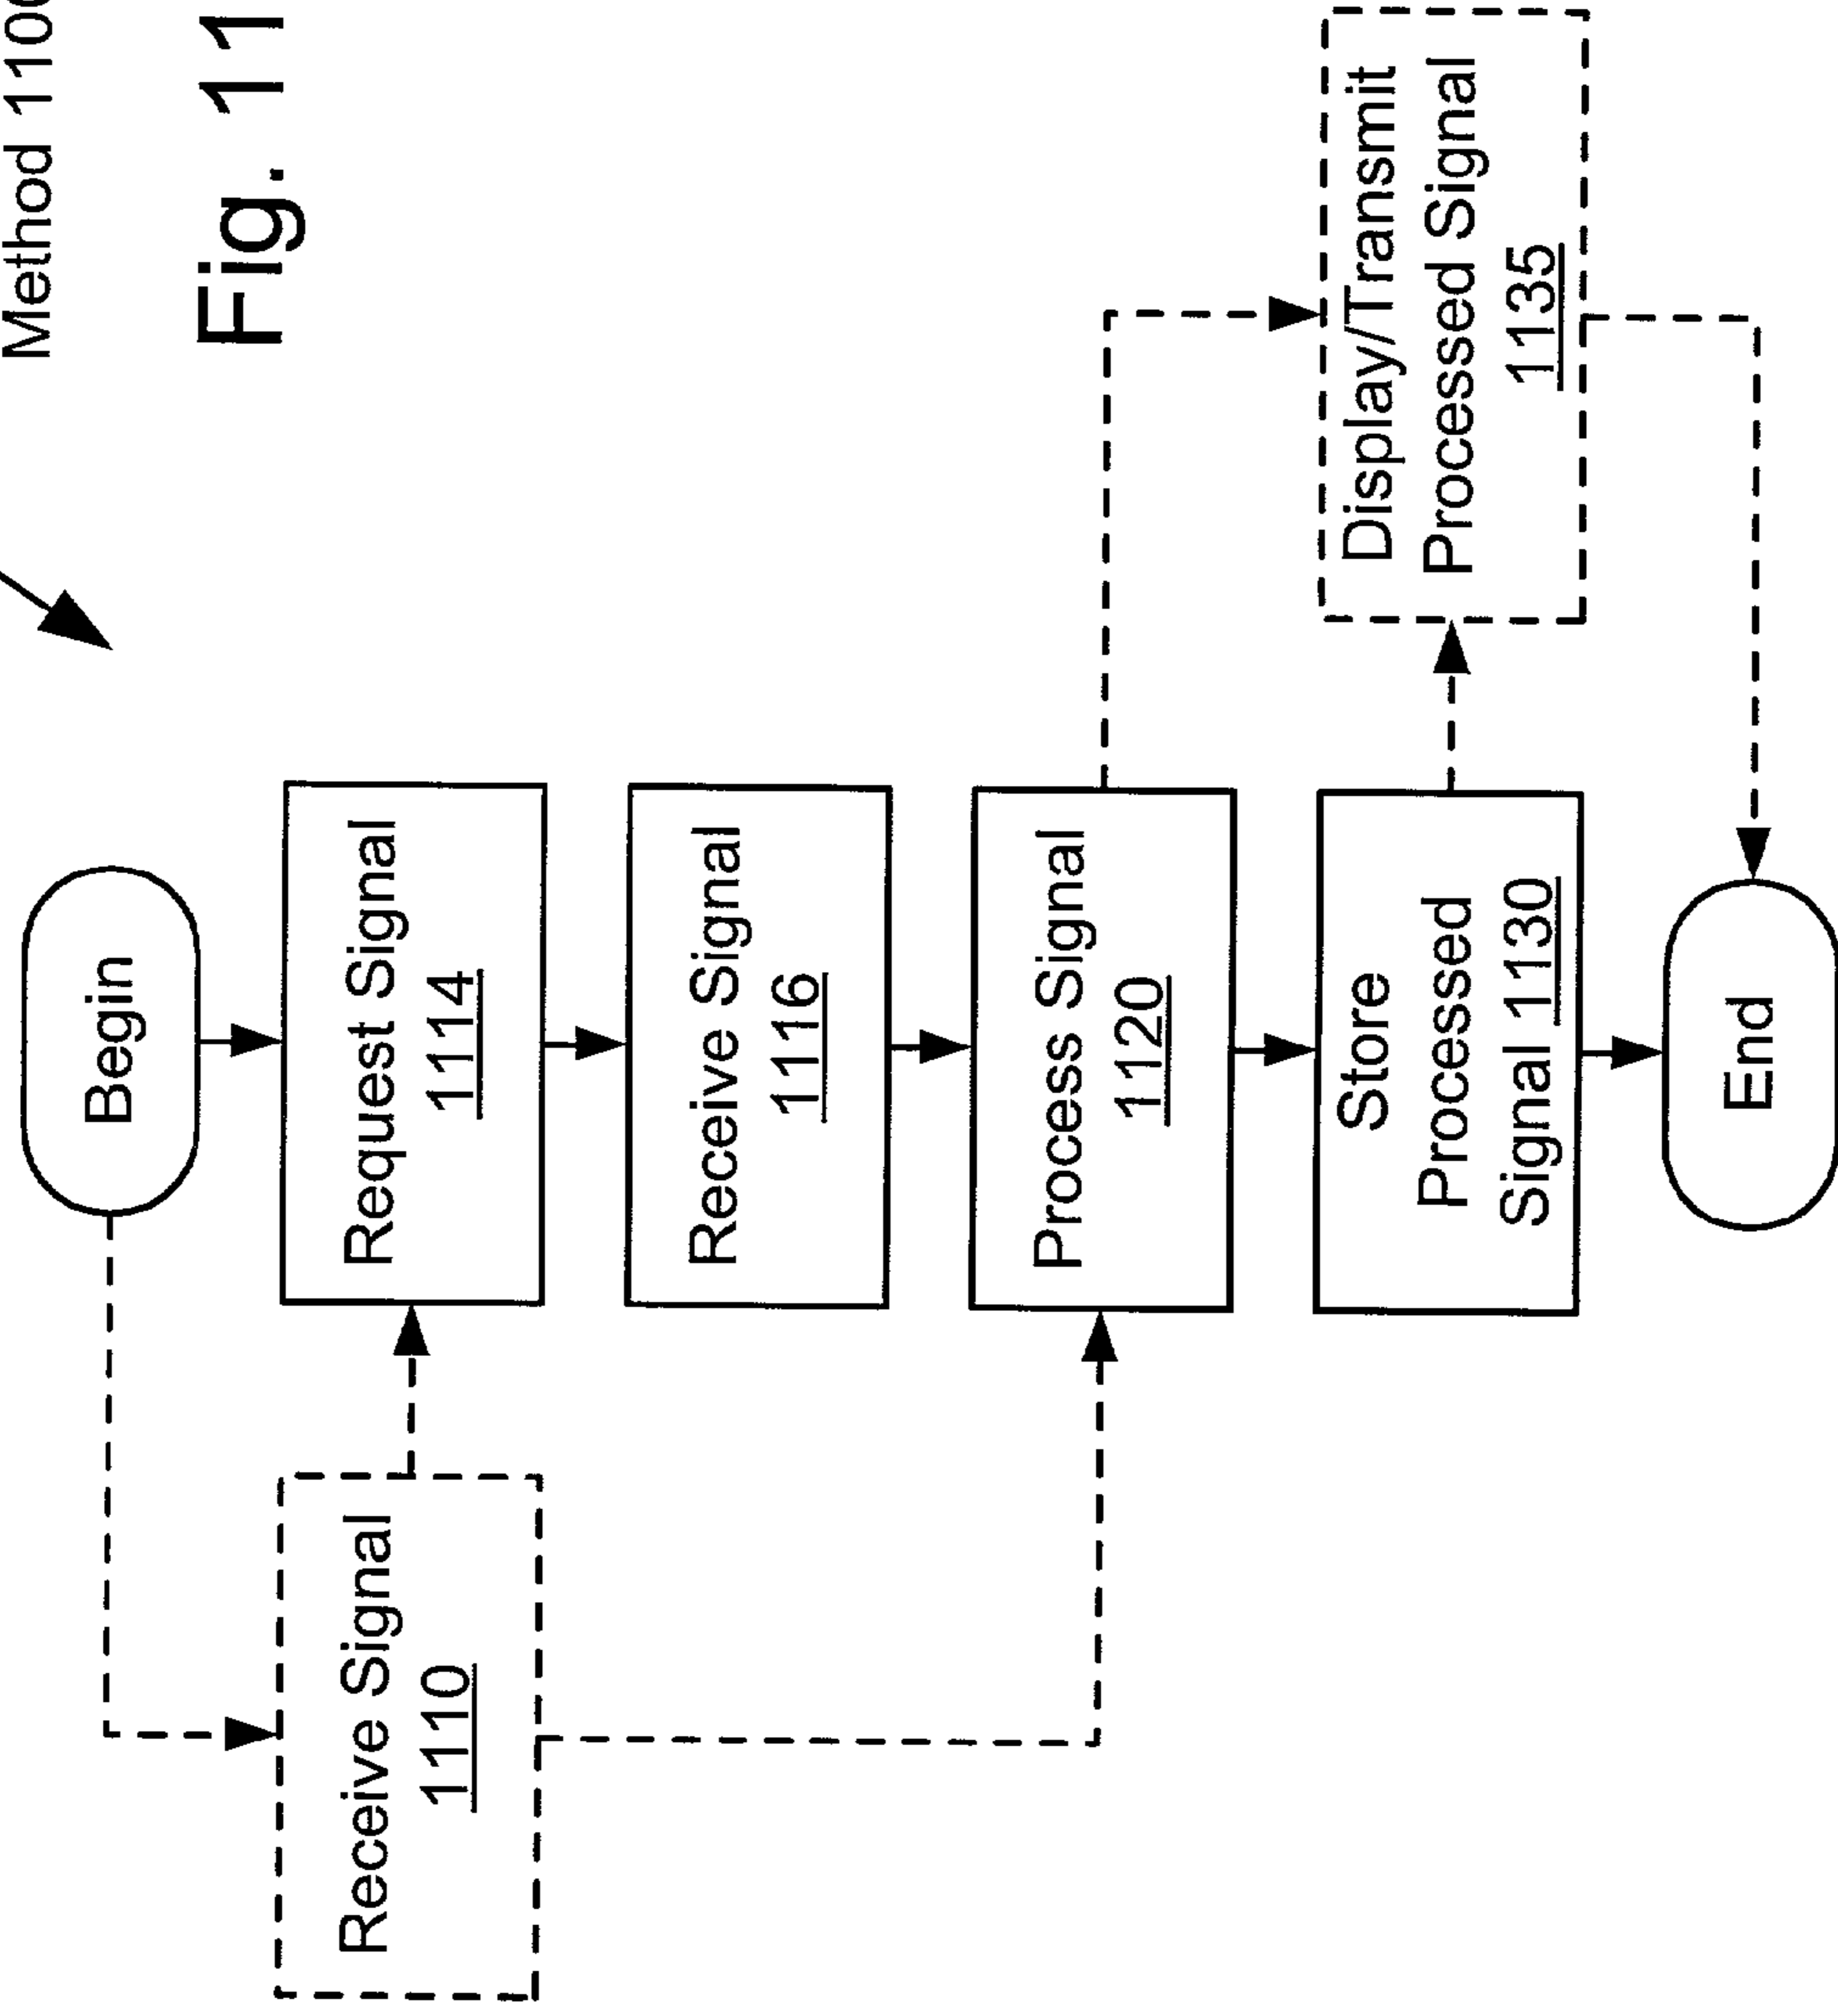 Method 1100
Fig. 11
Begin
Receive Signal
1110
Request Signal
1114
Receive Signal
1116
Process Signal
1120
Store
Processed
Signal 1130
Display/Transmit
Processed Signal
1135
End